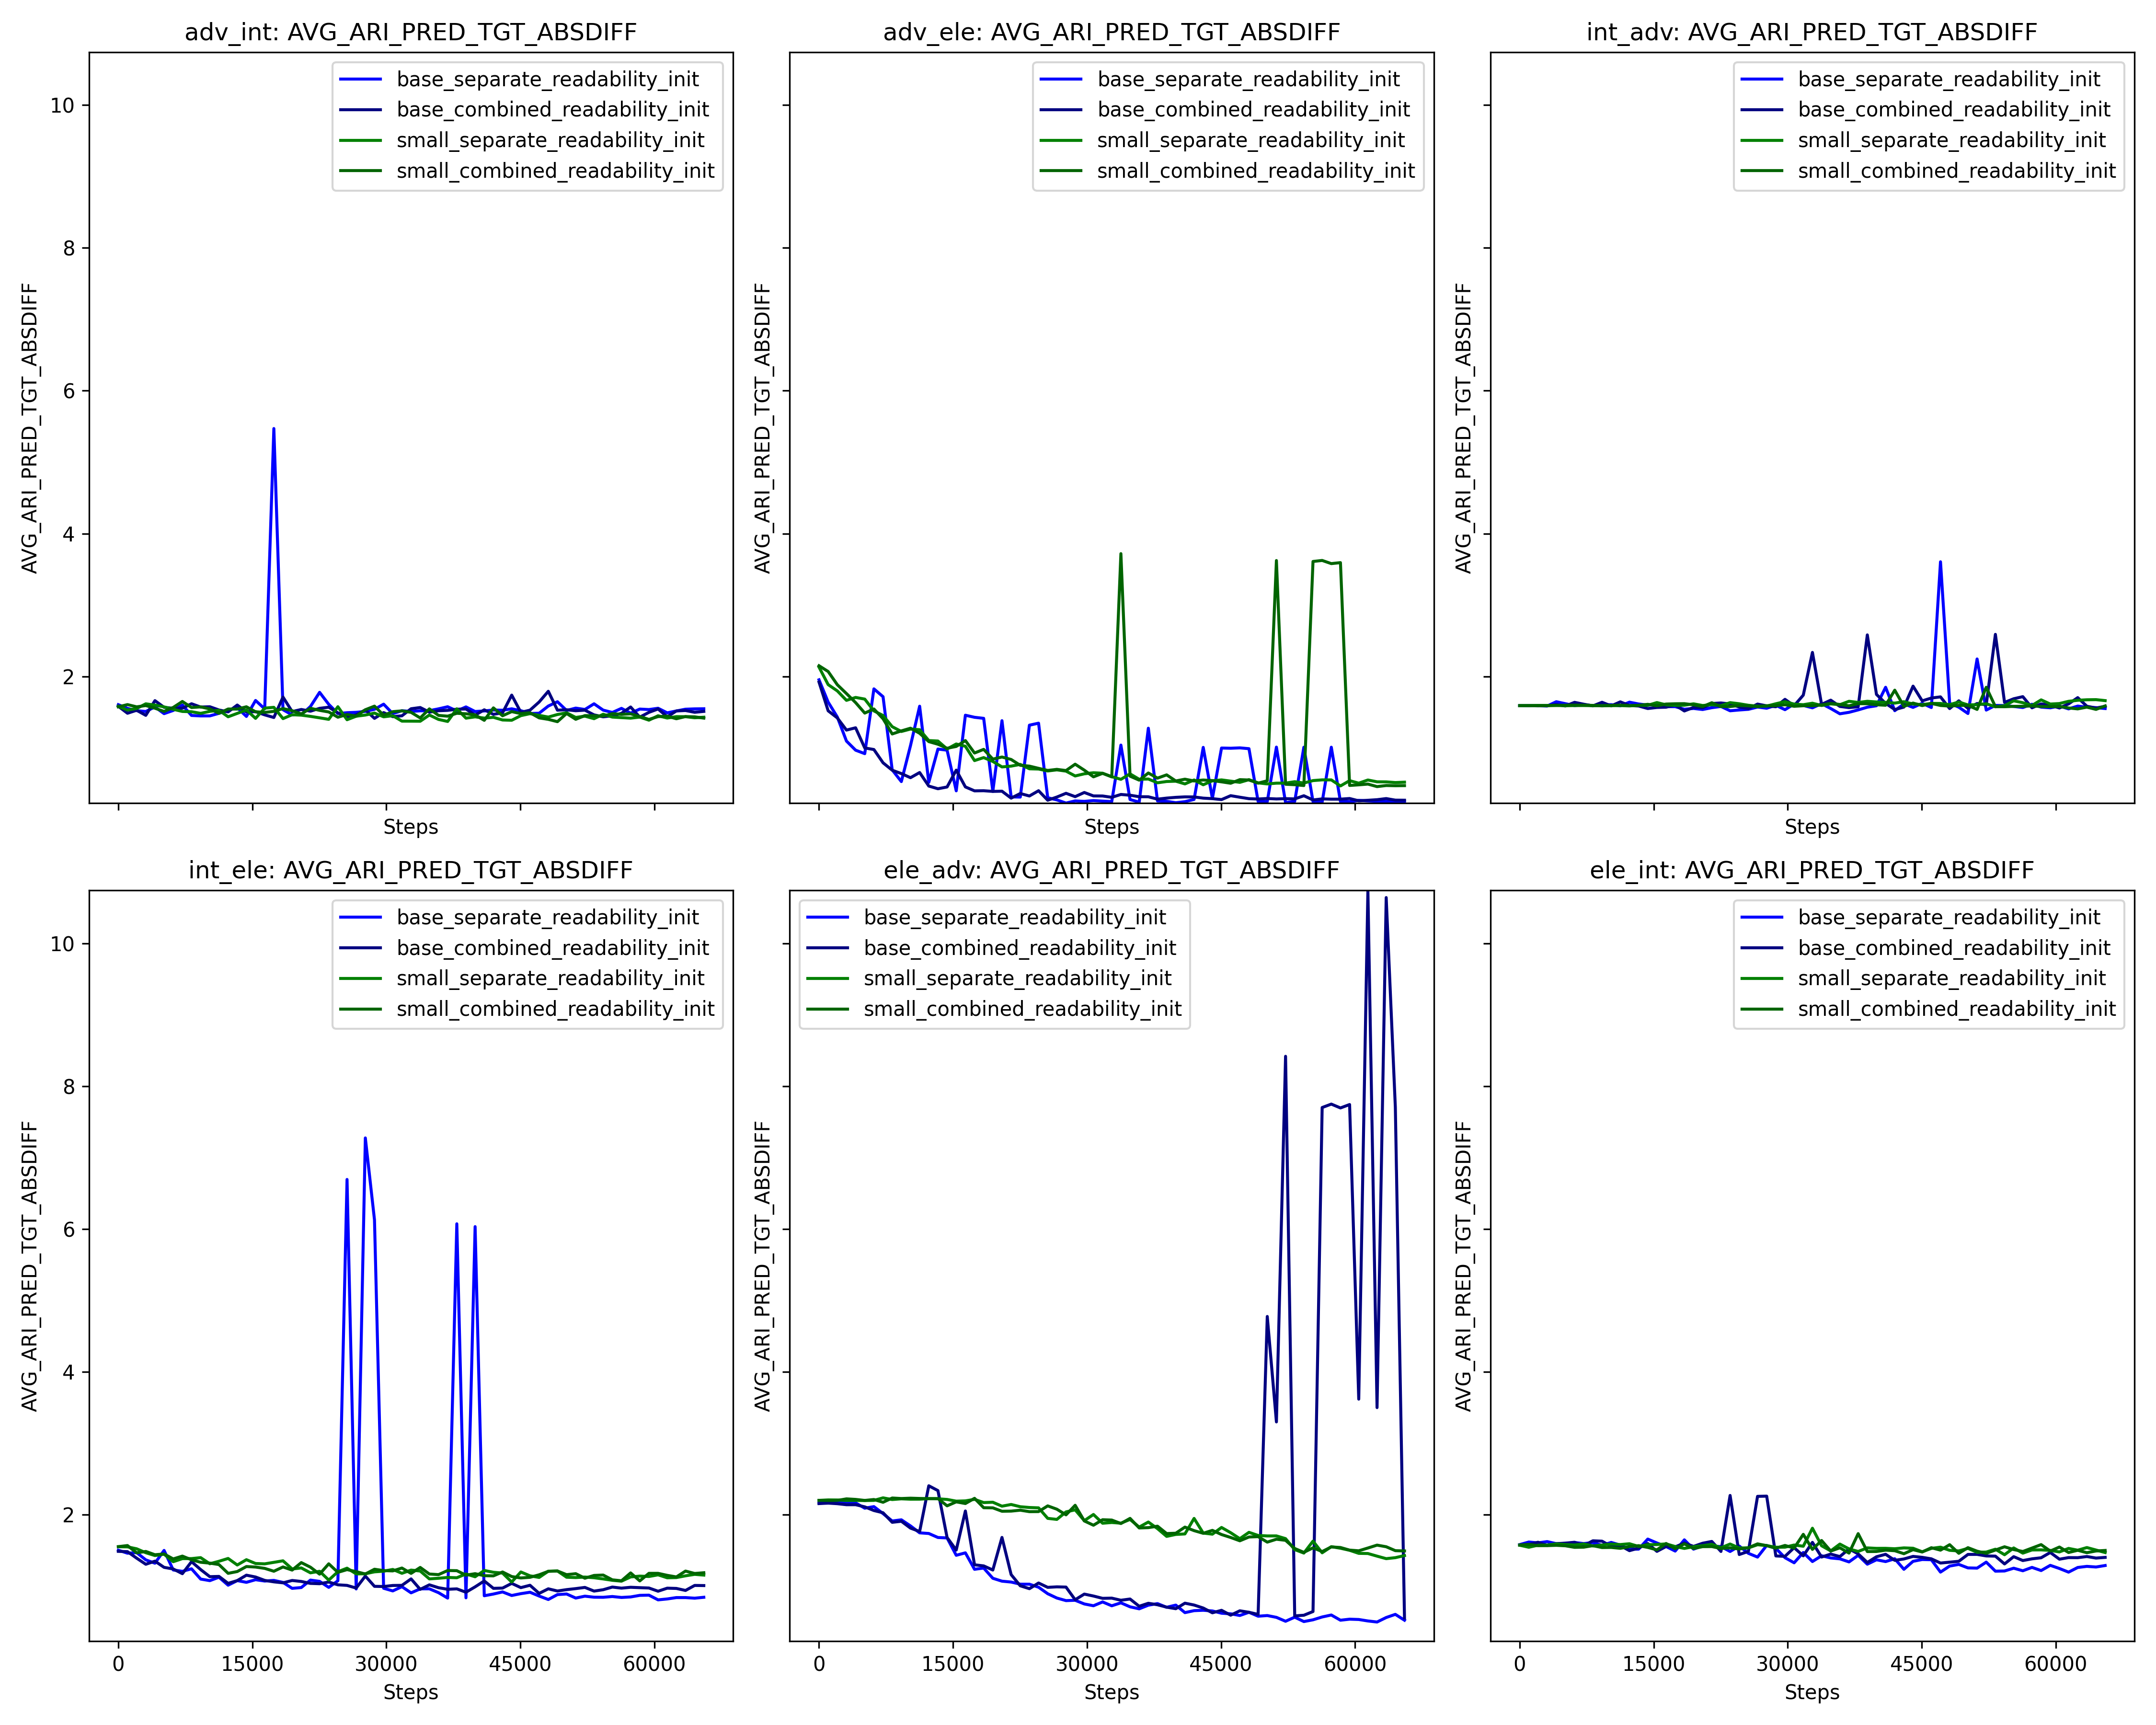 adv_int: AVG_ARI_PRED_TGT_ABSDIFF
AVG_ARI_PRED_TGT_ABSDIFF
10
8
6
4
2
base_separate_readability_init
base_combined_readability_init
small_separate_readability_init
small_combined_readability_init
Steps
adv_ele: AVG_ARI_PRED_TGT_ABSDIFF
AVG_ARI_PRED_TGT_ABSDIFF
base_separate_readability_init
base_combined_readability_init
small_separate_readability_init
small_combined_readability_init
Steps
int_adv: AVG_ARI_PRED_TGT_ABSDIFF
AVG_ARI_PRED_TGT_ABSDIFF
base_separate_readability_init
base_combined_readability_init
small_separate_readability_init
small_combined_readability_init
Steps
int_ele: AVG_ARI_PRED_TGT_ABSDIFF
AVG_ARI_PRED_TGT_ABSDIFF
10
8
6
4
2
base_separate_readability_init
base_combined_readability_init
small_separate_readability_init
small_combined_readability_init
0 15000 30000 45000 60000
Steps
ele_adv: AVG_ARI_PRED_TGT_ABSDIFF
AVG_ARI_PRED_TGT_ABSDIFF
base_separate_readability_init
base_combined_readability_init
small_separate_readability_init
small_combined_readability_init
0 15000 30000 45000 60000
Steps
ele_int: AVG_ARI_PRED_TGT_ABSDIFF
AVG_ARI_PRED_TGT_ABSDIFF
base_separate_readability_init
base_combined_readability_init
small_separate_readability_init
small_combined_readability_init
0 15000 30000 45000 60000
Steps